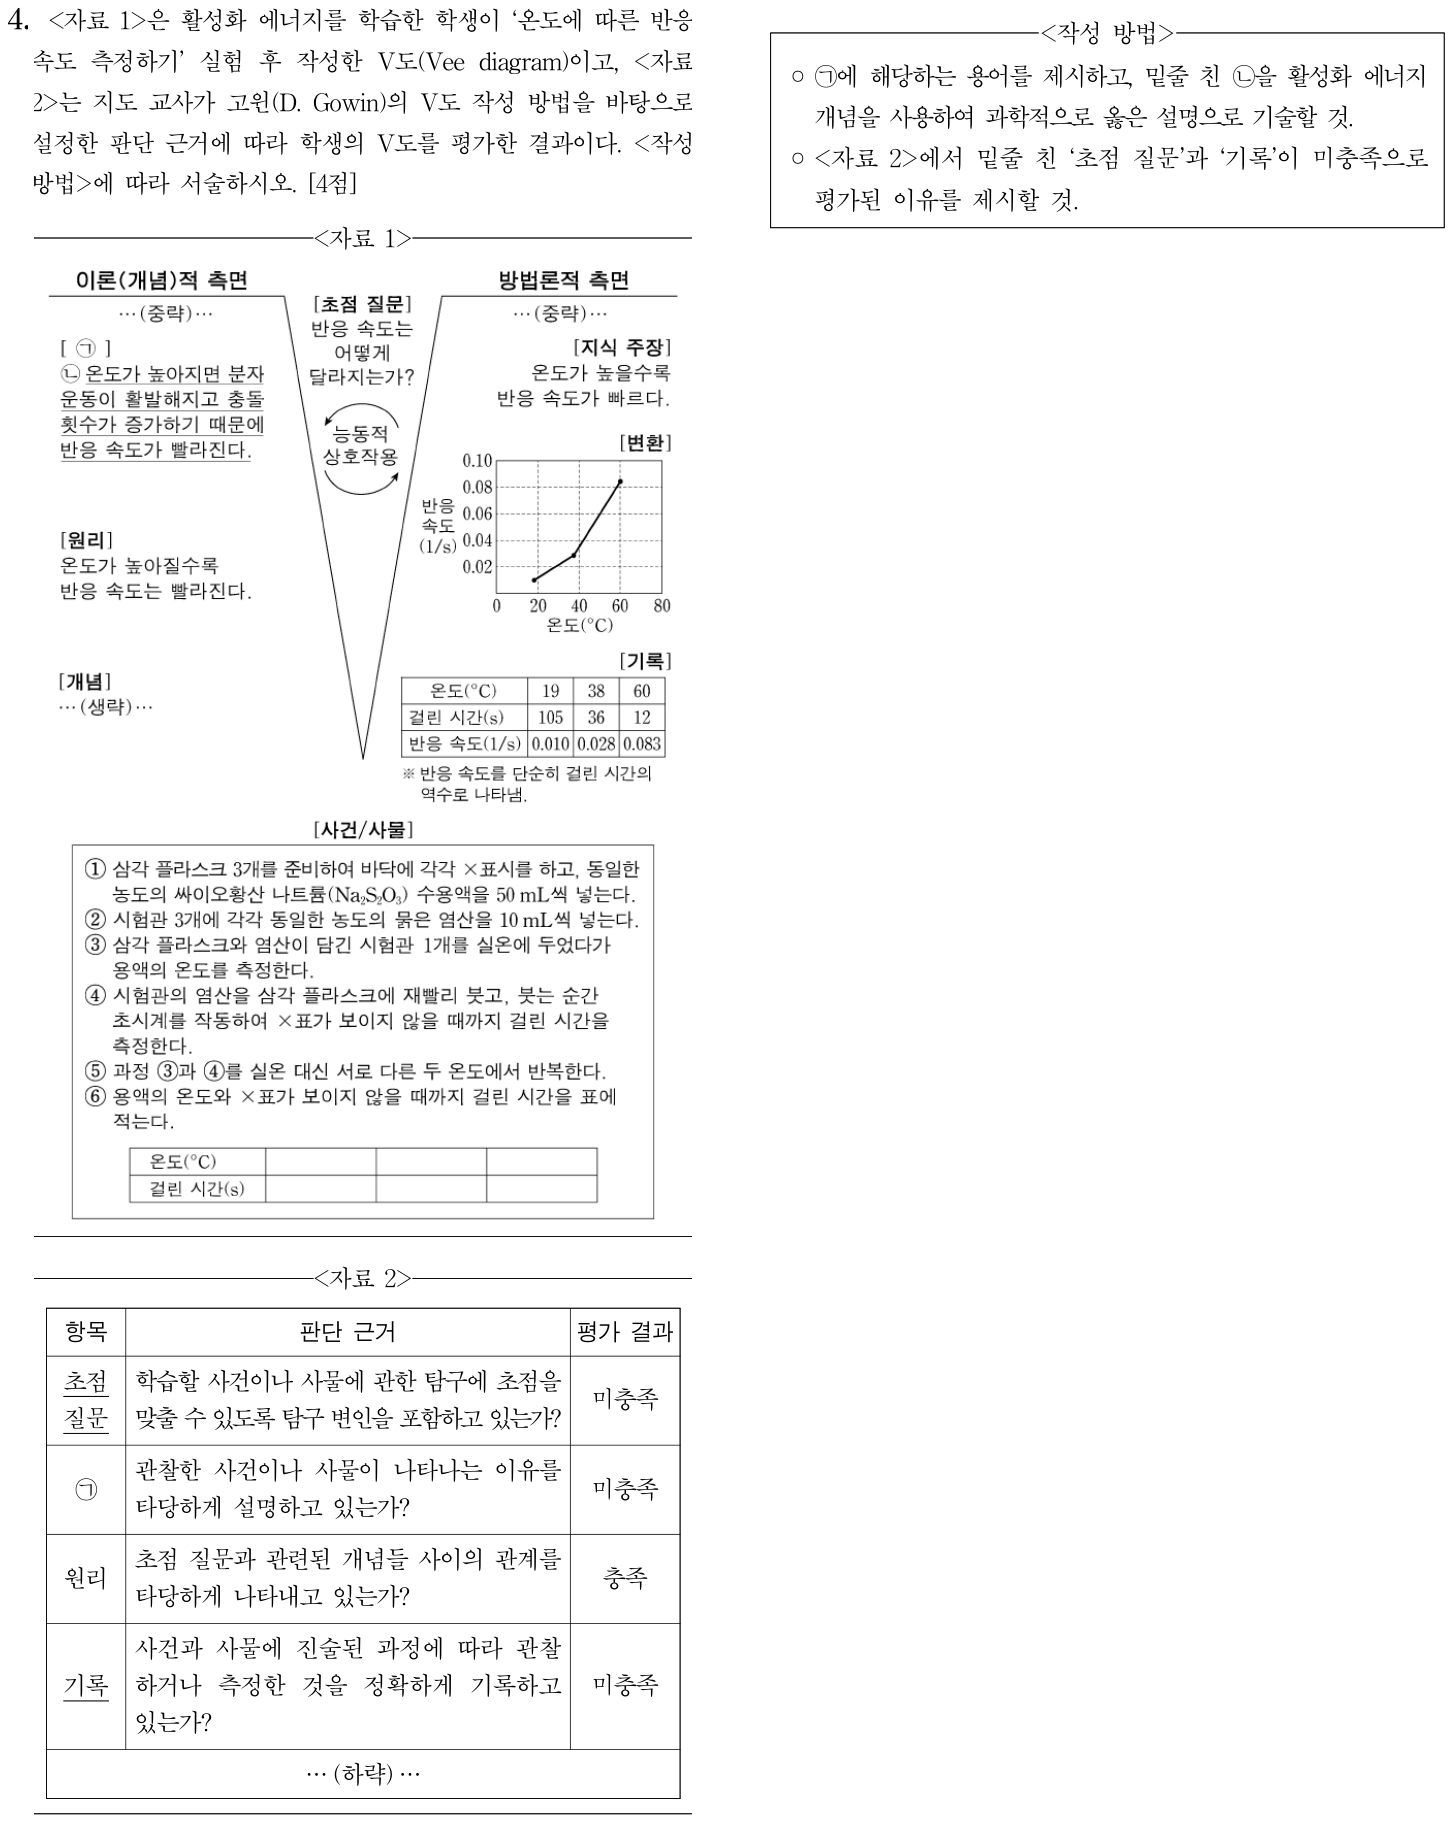 4. <자료 1>은 활성화 에너지를 학습한 학생이 ‘온도에 따른 반응
속도 측정하기’ 실험 후 작성한 V도(Vee diagram)이고, <자료
2>는 지도 교사가 고윈(D. Gowin)의 V도 작성 방법을 바탕으로
설정한 판단 근거에 따라 학생의 V도를 평가한 결과이다. <작성
방법>에 따라 서술하시오. [4점]
<자료 1>
이론(개념)적 측면
…(중략)…
[ ㉠ ]
㉡ 온도가 높아지면 분자
운동이 활발해지고 충돌
횟수가 증가하기 때문에
반응 속도가 빨라진다.
[원리]
온도가 높아질수록
반응 속도는 빨라진다.
[개념]
…(생략)…
[초점 질문]
반응 속도는
어떻게
달라지는가?
능동적
상호작용
방법론적 측면
…(중략)…
[지식 주장]
온도가 높을수록
반응 속도가 빠르다.
[변환]
0.10
0.08
0.06
0.04
0.02
반응
속도
(1/s)
0 20 40 60 80
온도(℃)
[기록]
온도(℃) 19 38 60
걸린 시간(s) 105 36 12
반응 속도(1/s) 0.010 0.028 0.083
※ 반응 속도를 단순히 걸린 시간의
역수로 나타냄.
[사건/사물]
① 삼각 플라스크 3개를 준비하여 바닥에 각각 ×표시를 하고, 동일한
농도의 싸이오황산 나트륨(Na₂S₂O₃) 수용액을 50 mL씩 넣는다.
② 시험관 3개에 각각 동일한 농도의 묽은 염산을 10 mL씩 넣는다.
③ 삼각 플라스크와 염산이 담긴 시험관 1개를 실온에 두었다가
용액의 온도를 측정한다.
④ 시험관의 염산을 삼각 플라스크에 재빨리 붓고, 붓는 순간
초시계를 작동하여 ×표가 보이지 않을 때까지 걸린 시간을
측정한다.
⑤ 과정 ③과 ④를 실온 대신 서로 다른 두 온도에서 반복한다.
⑥ 용액의 온도와 ×표가 보이지 않을 때까지 걸린 시간을 표에
적는다.
온도(℃)
걸린 시간(s)
<자료 2>
항목 판단 근거 평가 결과
초점
질문
학습할 사건이나 사물에 관한 탐구에 초점을
맞출 수 있도록 탐구 변인을 포함하고 있는가?
미충족
㉠
관찰한 사건이나 사물이 나타나는 이유를
타당하게 설명하고 있는가?
미충족
원리
초점 질문과 관련된 개념들 사이의 관계를
타당하게 나타내고 있는가?
충족
기록
사건과 사물에 진술된 과정에 따라 관찰
하거나 측정한 것을 정확하게 기록하고
있는가?
미충족
…(하략)…
<작성 방법>
○ ㉠에 해당하는 용어를 제시하고, 밑줄 친 ㉡을 활성화 에너지
개념을 사용하여 과학적으로 옳은 설명으로 기술할 것.
○ <자료 2>에서 밑줄 친 ‘초점 질문’과 ‘기록’이 미충족으로
평가된 이유를 제시할 것.